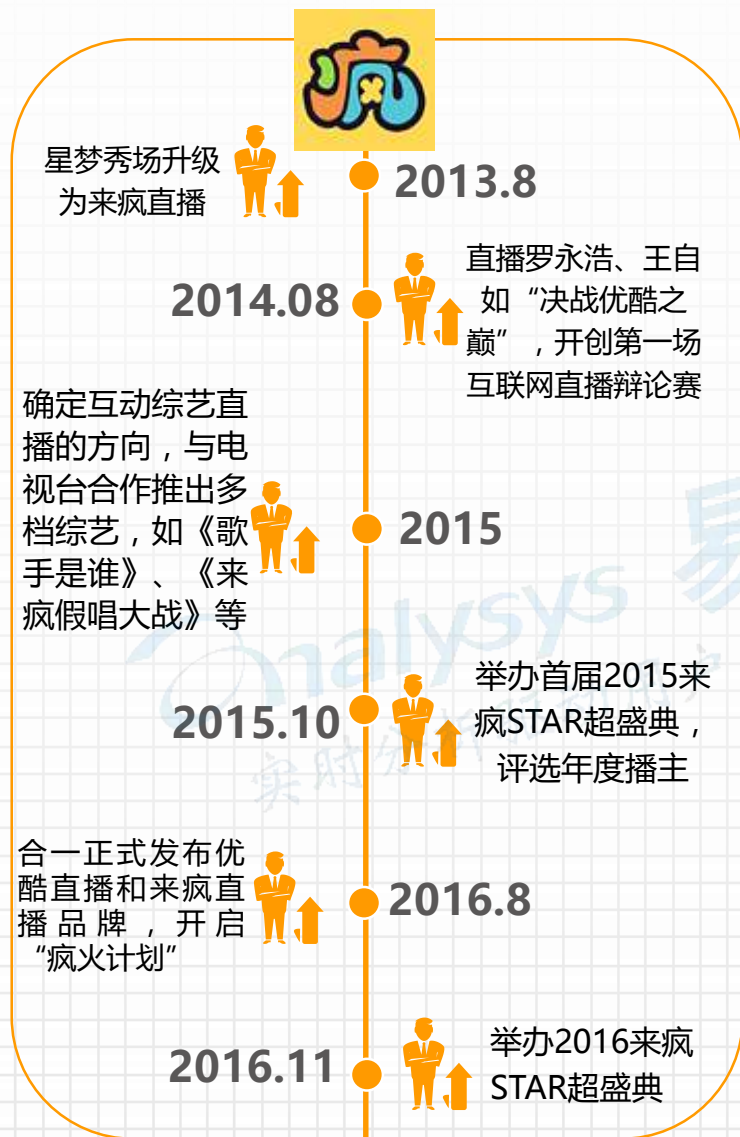 疯
星梦秀场升级
为来疯直播
2013.8
2014.08
直播罗永浩、王自
如“决战优酷之
巅”，开创第一场
互联网直播辩论赛
确定互动综艺直
播的方向，与电
视台合作推出多
档综艺，如《歌
手是谁》、《来
疯假唱大战》等
2015
2015.10
举办首届2015来
疯STAR超盛典，
评选年度播主
合一正式发布优
酷直播和来疯直
播品牌，开启
“疯火计划”
2016.8
2016.11
举办2016来疯
STAR超盛典
nalysys 易
实时分析